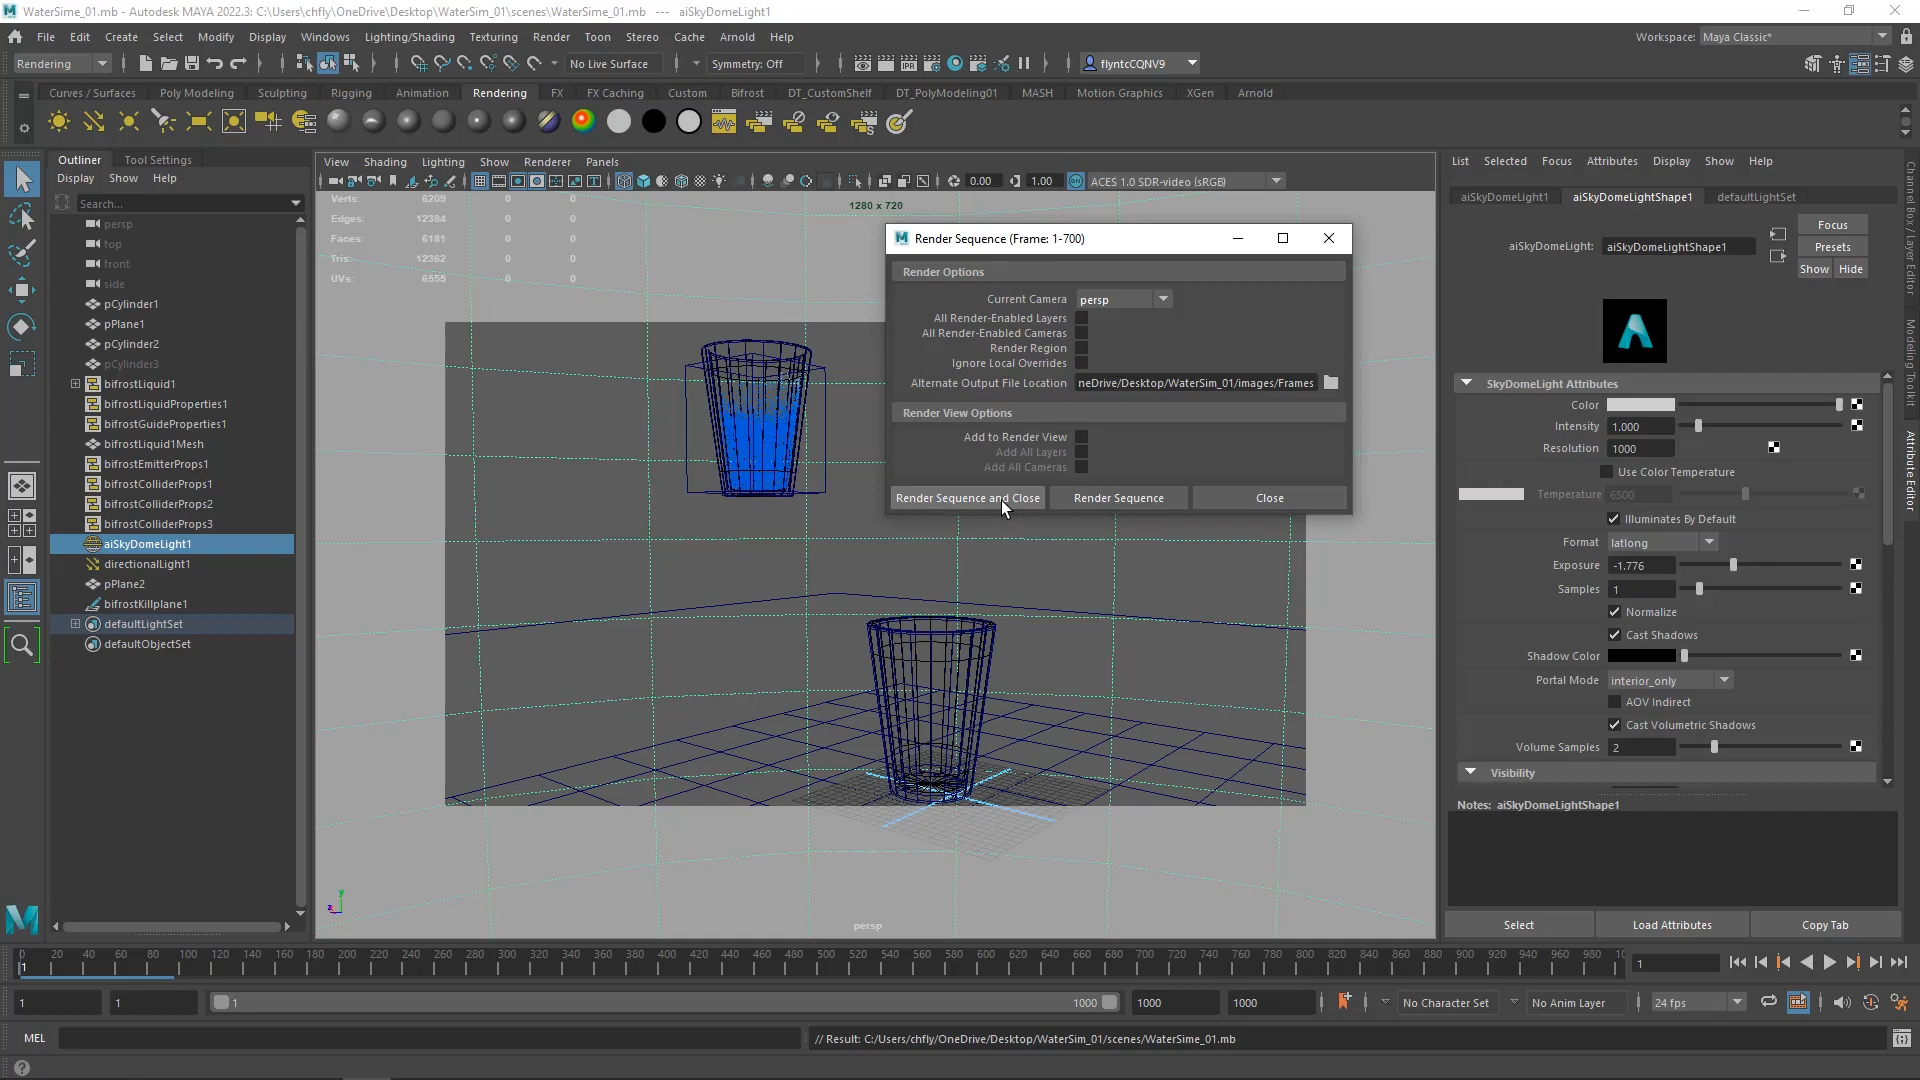 WaterSime_01.mb - Autodesk MAYA 2022.3: C:\Users\chfly\OneDrive\Desktop\WaterSim_01\scenes\WaterSime_01.mb --- aiSkyDomeLight1
File Edit Create Select Modify Display Windows Lighting/Shading Texturing Render Toon Stereo Cache Arnold Help
Workspace: Maya Classic*
Rendering
No Live Surface
Symmetry: Off
IPR
flyntcCQNV9
Curves / Surfaces Poly Modeling Sculpting Rigging Animation Rendering FX FX Caching Custom Bifrost DT_CustomShelf DT_PolyModeling01 MASH Motion Graphics XGen Arnold
Outliner Tool Settings
Display Show Help
Search...
persp
top
front
side
pCylinder1
pPlane1
pCylinder2
pCylinder3
bifrostLiquid1
bifrostLiquidProperties1
bifrostGuideProperties1
bifrostLiquid1Mesh
bifrostEmitterProps1
bifrostColliderProps1
bifrostColliderProps2
bifrostColliderProps3
aiSkyDomeLight1
directionalLight1
pPlane2
bifrostKillplane1
defaultLightSet
defaultObjectSet
View Shading Lighting Show Renderer Panels
0.00 1.00 ACES 1.0 SDR-video (sRGB)
Verts: 6209 0 0
Edges: 12384 0 0
Faces: 6181 0 0
Tris: 12362 0 0
UVs: 6555 0 0
1280 x 720
persp
Render Sequence (Frame: 1-700)
Render Options
Current Camera persp
All Render-Enabled Layers
All Render-Enabled Cameras
Render Region
Ignore Local Overrides
Alternate Output File Location neDrive/Desktop/WaterSim_01/images/Frames
Render View Options
Add to Render View
Add All Layers
Add All Cameras
Render Sequence and Close Render Sequence Close
List Selected Focus Attributes Display Show Help
aiSkyDomeLight1 aiSkyDomeLightShape1 defaultLightSet
aiSkyDomeLight: aiSkyDomeLightShape1
Focus
Presets
Show Hide
SkyDomeLight Attributes
Color
Intensity 1.000
Resolution 1000
Use Color Temperature
Temperature 6500
Illuminates By Default
Format latlong
Exposure -1.776
Samples 1
Normalize
Cast Shadows
Shadow Color
Portal Mode interior_only
AOV Indirect
Cast Volumetric Shadows
Volume Samples 2
Visibility
Notes: aiSkyDomeLightShape1
Select Load Attributes Copy Tab
Channel Box / Layer Editor
Modeling Toolkit
Attribute Editor
0 20 40 60 80 100 120 140 160 180 200 220 240 260 280 300 320 340 360 380 400 420 440 460 480 500 520 540 560 580 600 620 640 660 680 700 720 740 760 780 800 820 840 860 880 900 920 940 960 980 10
1
1
1 1 1 1000 1000 1000 No Character Set No Anim Layer 24 fps
MEL // Result: C:/Users/chfly/OneDrive/Desktop/WaterSim_01/scenes/WaterSime_01.mb